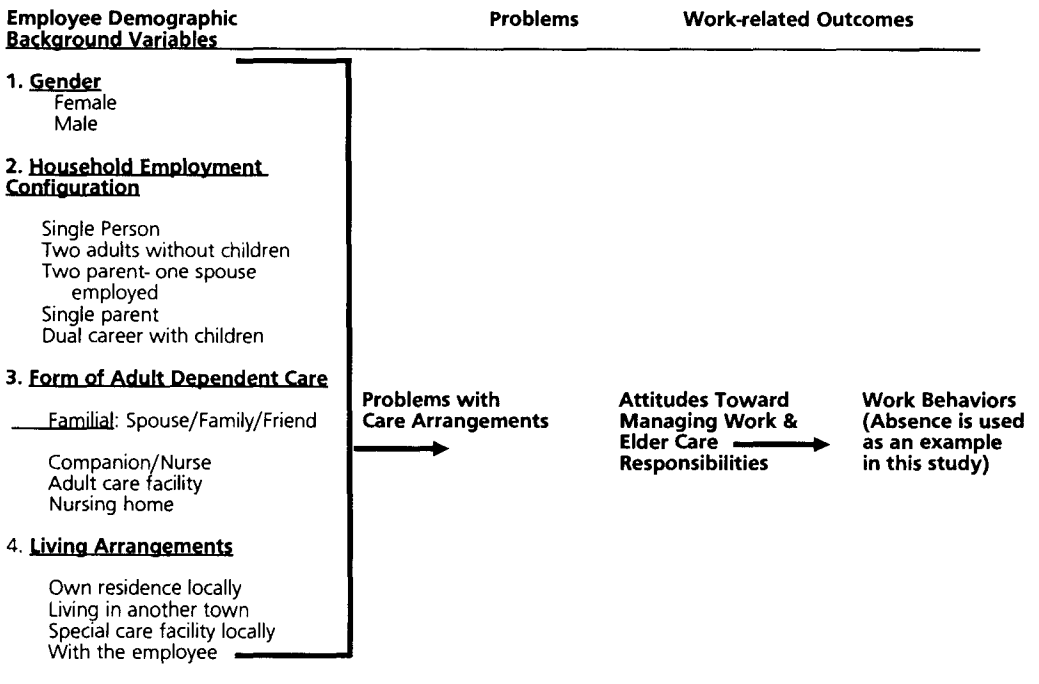 Employee Demographic
Background Variables
Problems
Work-related Outcomes
1. Gender
Female
Male
2. Household Employment
Configuration
Single Person
Two adults without children
Two parent- one spouse
employed
Single parent
Dual career with children
3. Form of Adult Dependent Care
Familial: Spouse/Family/Friend
Companion/Nurse
Adult care facility
Nursing home
4. Living Arrangements
Own residence locally
Living in another town
Special care facility locally
With the employee
Problems with
Care Arrangements
Attitudes Toward
Managing Work &
Elder Care
Responsibilities
Work Behaviors
(Absence is used
as an example
in this study)